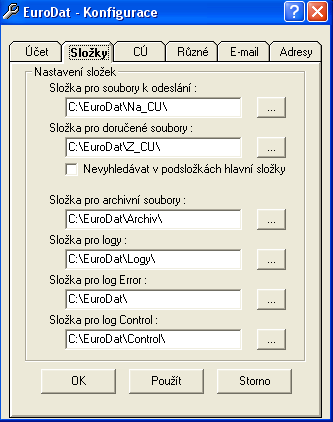 EuroDat - Konfigurace
Účet Složky CÚ Různé E-mail Adresy
Nastavení složek
Složka pro soubory k odeslání :
C:\EuroDat\Na_CU\ ...
Složka pro doručené soubory :
C:\EuroDat\Z_CU\ ...
Nevyhledávat v podsložkách hlavní složky
Složka pro archivní soubory :
C:\EuroDat\Archiv\ ...
Složka pro logy :
C:\EuroDat\Logy\ ...
Složka pro log Error :
C:\EuroDat\ ...
Složka pro log Control :
C:\EuroDat\Control\ ...
OK Použít Storno